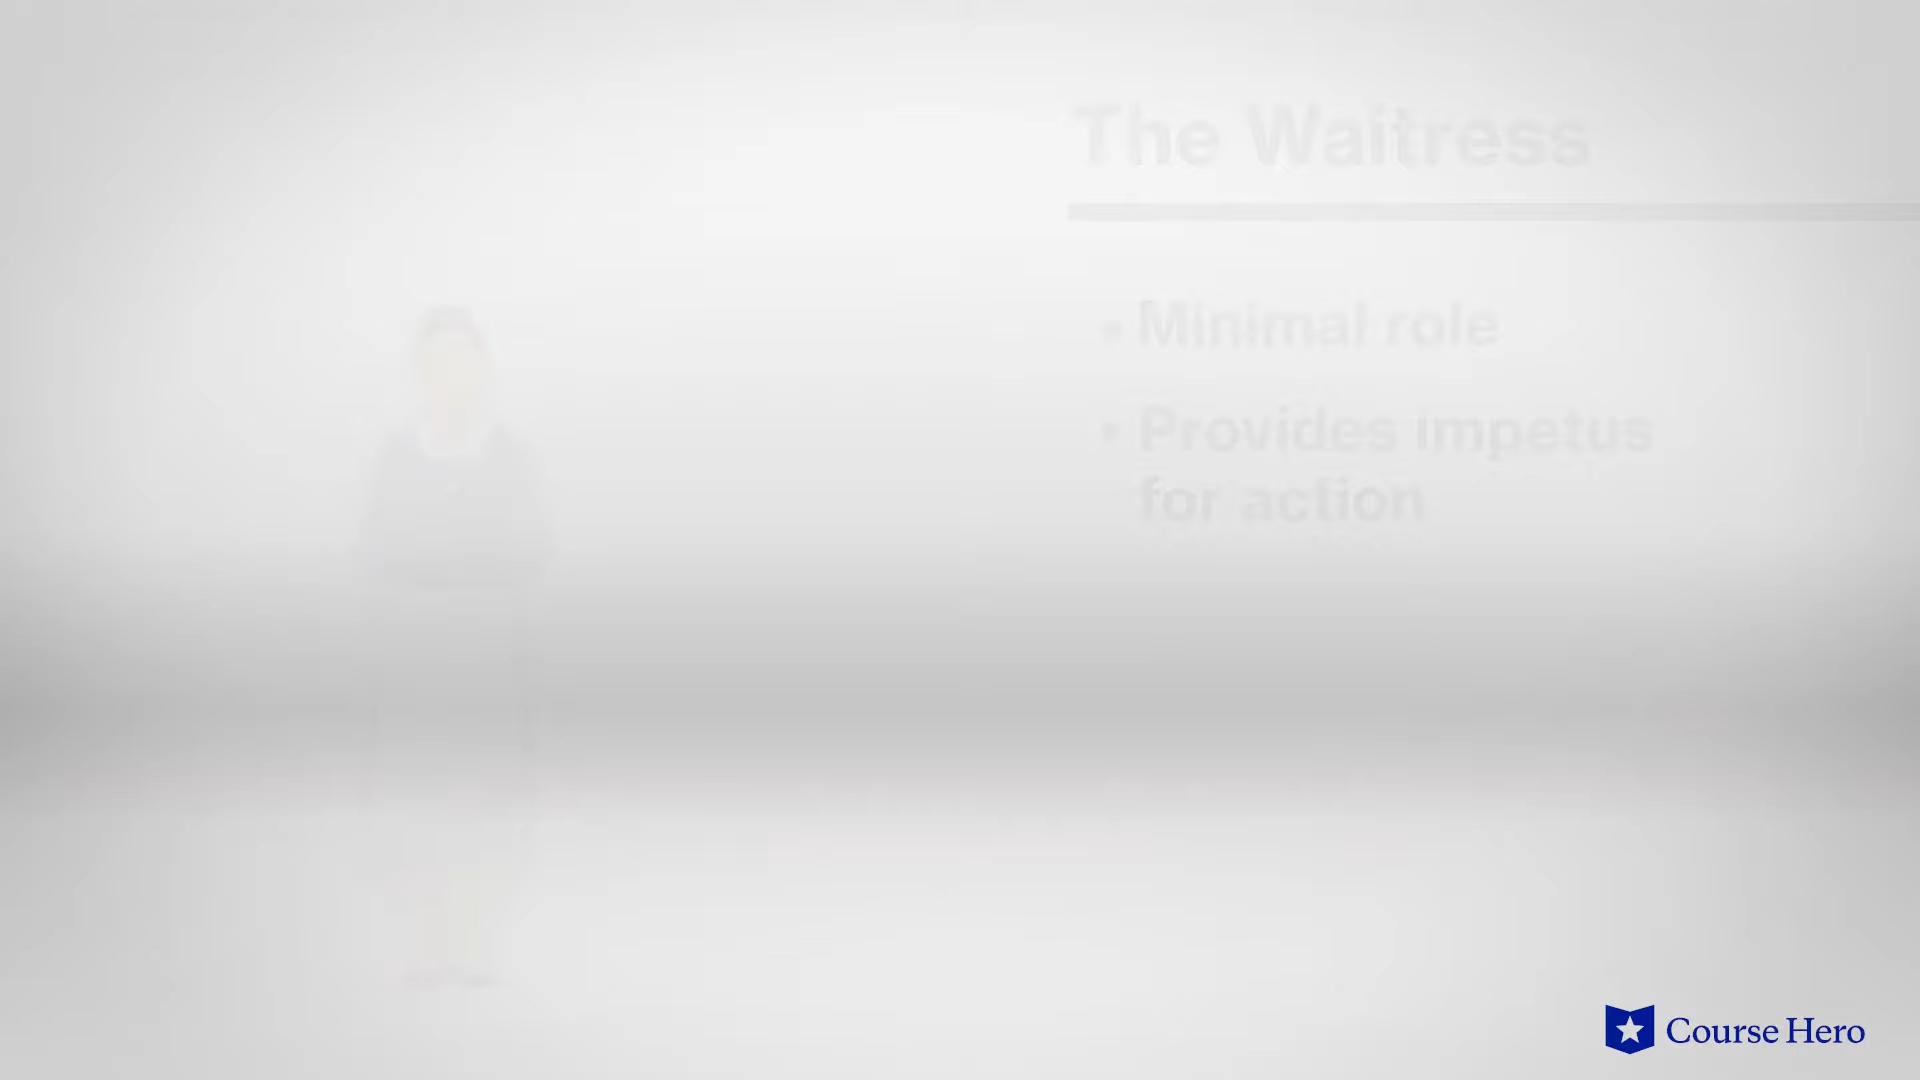 The Waitress
• Minimal role
• Provides impetus
for action
Course Hero